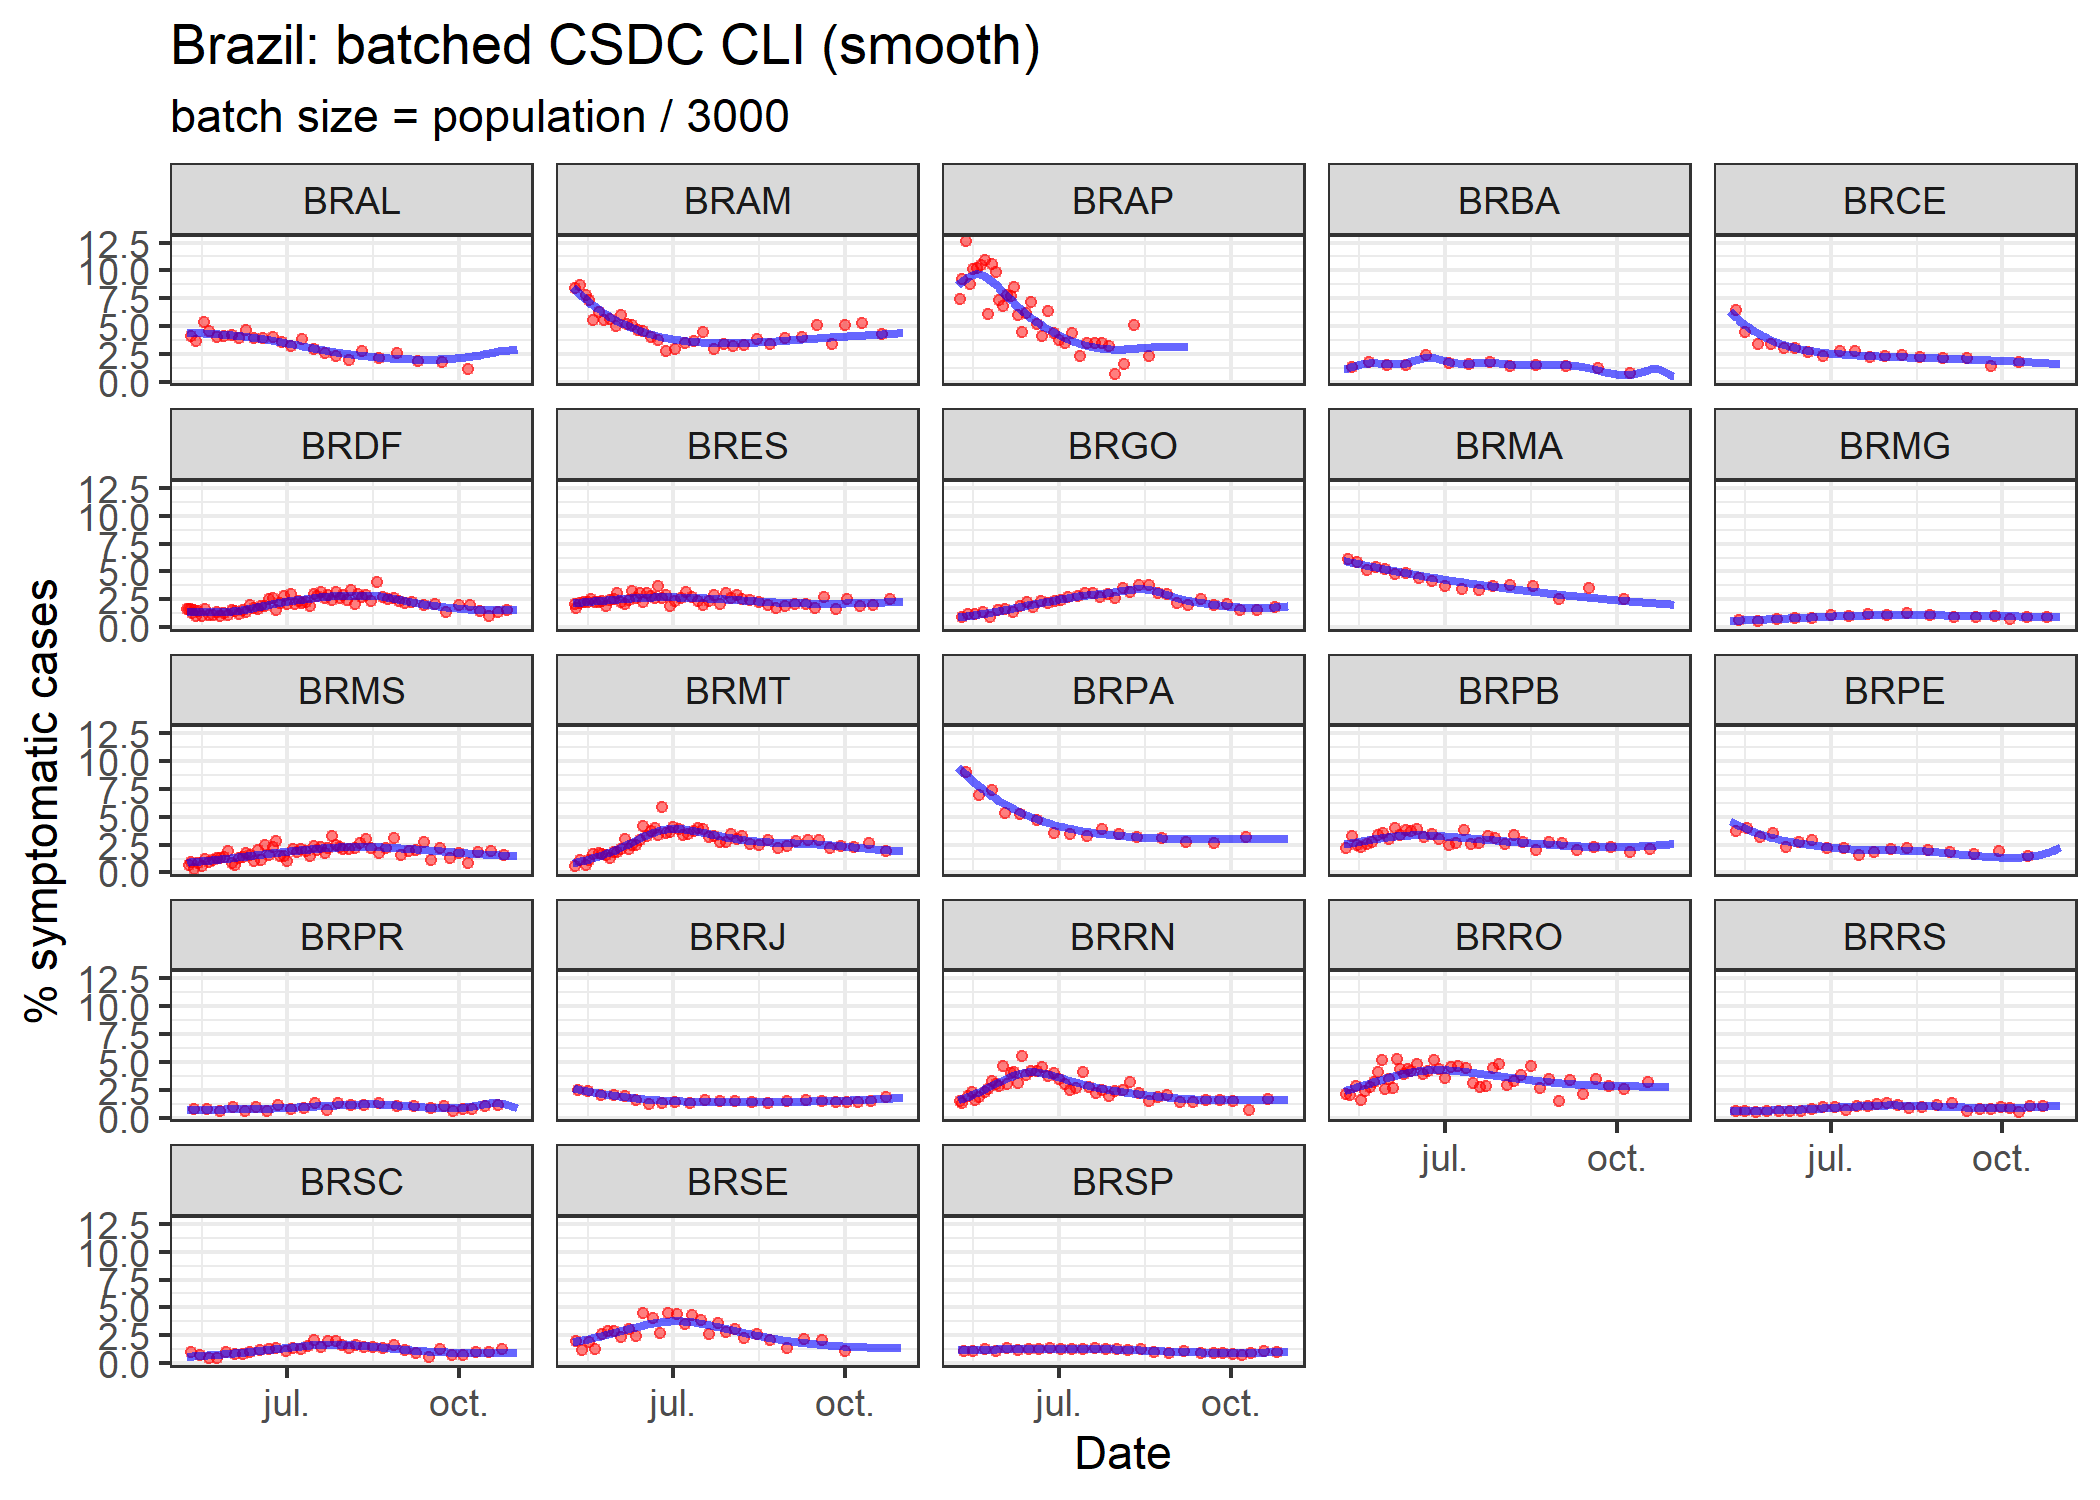 Brazil: batched CSDC CLI (smooth)
batch size = population / 3000
BRAL BRAM BRAP BRBA BRCE
12.5
10.0
7.5
5.0
2.5
0.0
BRDF BRES BRGO BRMA BRMG
12.5
10.0
7.5
5.0
2.5
0.0
% symptomatic cases
BRMS BRMT BRPA BRPB BRPE
12.5
10.0
7.5
5.0
2.5
0.0
BRPR BRRJ BRRN BRRO BRRS
12.5
10.0
7.5
5.0
2.5
0.0
jul. oct. jul. oct.
BRSC BRSE BRSP
12.5
10.0
7.5
5.0
2.5
0.0
jul. oct. jul. oct. jul. oct.
Date